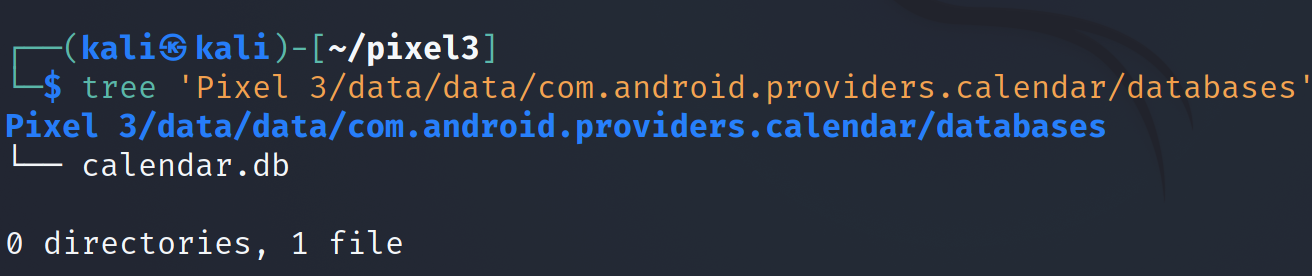 ┌──(kali㉿kali)-[~/pixel3]
└─$ tree 'Pixel 3/data/data/com.android.providers.calendar/databases'
Pixel 3/data/data/com.android.providers.calendar/databases
└── calendar.db
0 directories, 1 file